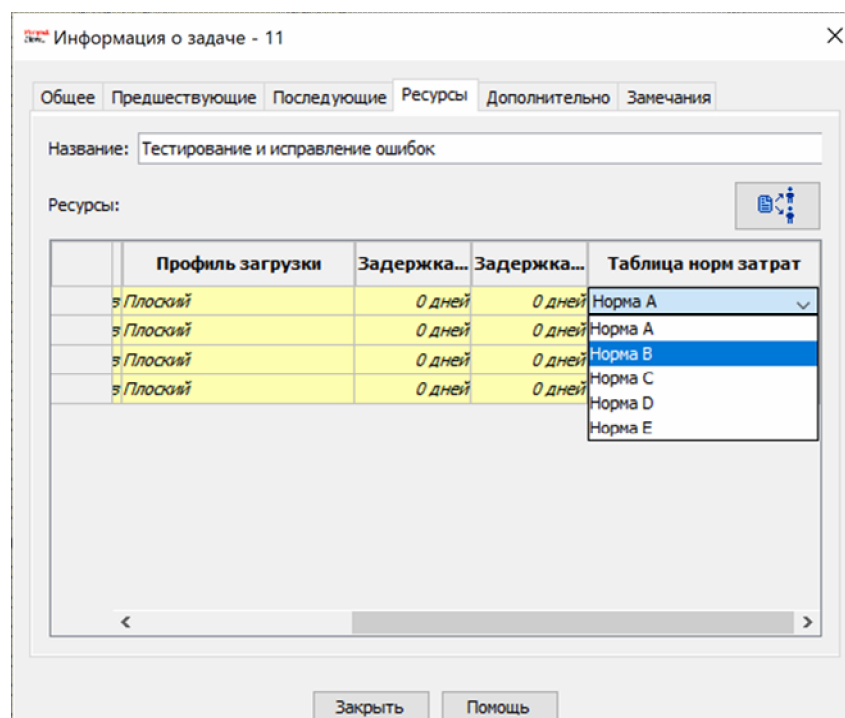 Информация о задаче - 11
Общее Предшествующие Последующие Ресурсы Дополнительно Замечания
Название: Тестирование и исправление ошибок
Ресурсы:
Профиль загрузки Задержка... Задержка... Таблица норм затрат
в Плоский 0 дней 0 дней Норма A
в Плоский 0 дней 0 дней Норма A
в Плоский 0 дней 0 дней Норма B
в Плоский 0 дней 0 дней Норма C
Норма D
Норма E
Закрыть Помощь